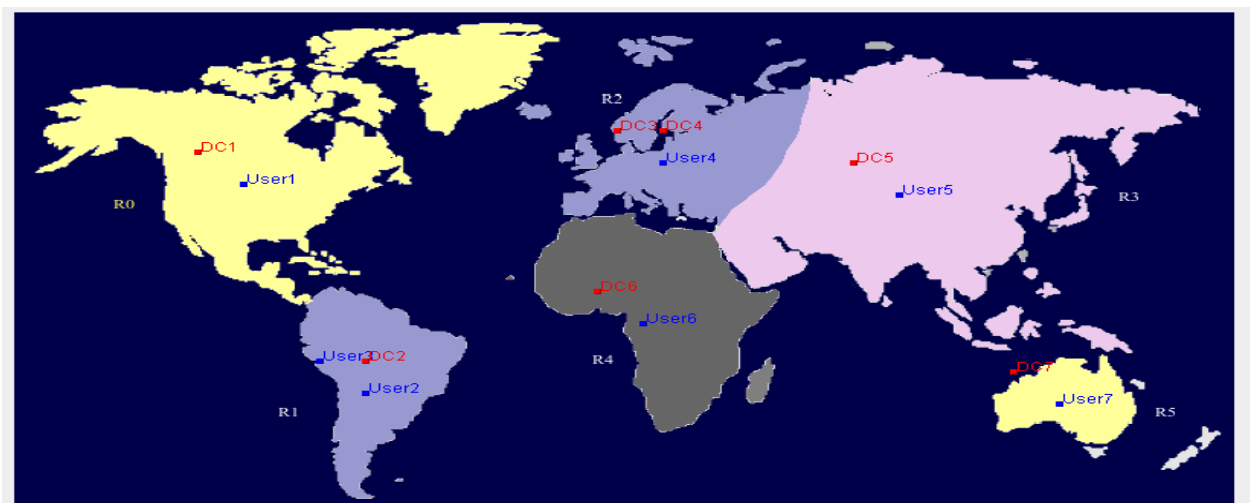 R2
DC3 DC4
DC1
User4 DC5
User1
User5
R0 R3
DC6
User6
User3 DC2 R4
DC7
User2
User7
R1 R5